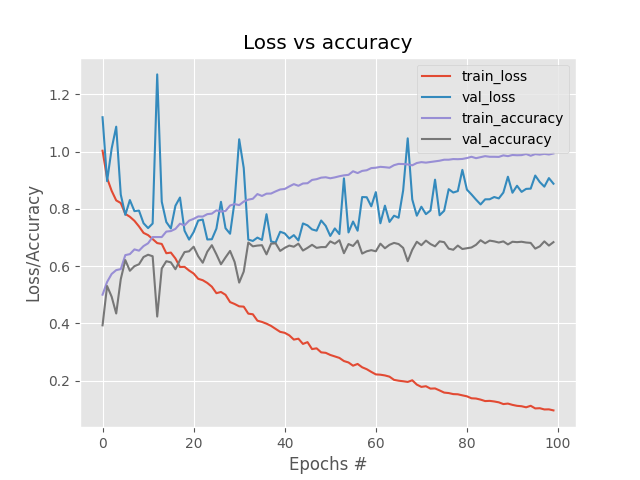 Loss vs accuracy
train_loss
val_loss
train_accuracy
val_accuracy
1.2
1.0
0.8
0.6
0.4
0.2
Loss/Accuracy
0 20 40 60 80 100
Epochs #